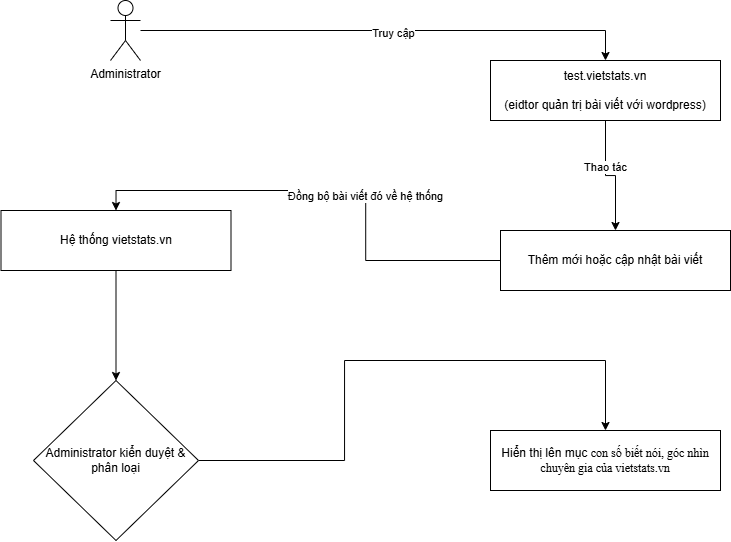 Truy cập
Administrator
test.vietstats.vn
(eidtor quản trị bài viết với wordpress)
Thao tác
Đồng bộ bài viết đó về hệ thống
Hệ thống vietstats.vn
Thêm mới hoặc cập nhật bài viết
Administrator kiển duyệt &
phân loại
Hiển thị lên mục con số biết nói, góc nhìn
chuyên gia của vietstats.vn